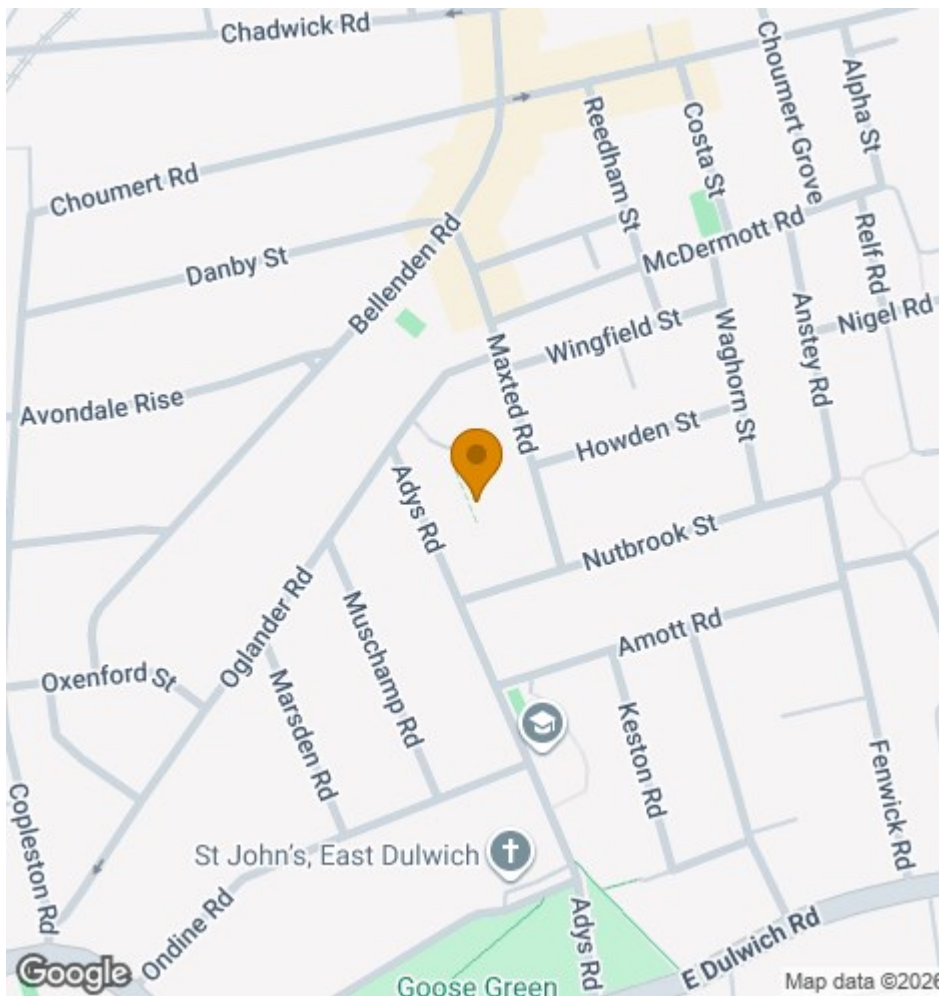 Chadwick Rd
Choumert Grove
Alpha St
Reedham St
Costa St
Choumert Rd
McDermott Rd
Relf Rd
Danby St
Bellenden Rd
Anstey Rd
Nigel Rd
Maxted Rd
Wingfield St
Waghorn St
Avondale Rise
Howden St
Adys Rd
Nutbrook St
Oglander Rd
Muschamp Rd
Amott Rd
Oxenford St
Marsden Rd
Keston Rd
Fenwick Rd
Copleston Rd
St John's, East Dulwich
Ondine Rd
Adys Rd
E Dulwich Rd
Google
Goose Green
Map data ©2026